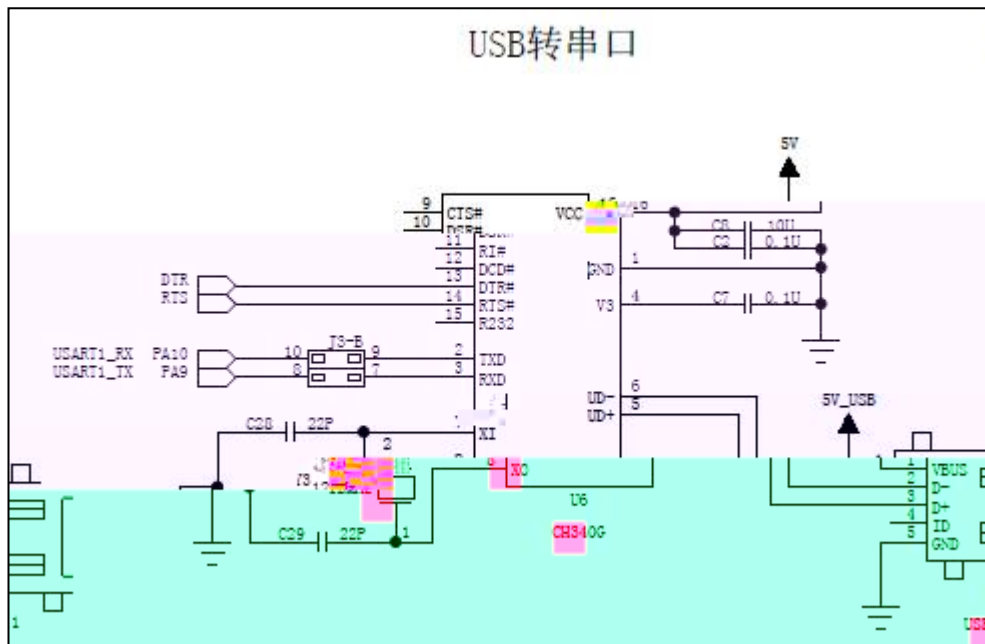 USB转串口
5V
9 CTS# VCC
10
C8 10U
11 C2 0.1U
12 RI#
13 DCD# GND 1
DTR 14 DTR#
RTS 15 RTS# V3 4 C7 0.1U
R232
J3-B
USART1_RX PA10 10 9 2 TXD
USART1_TX PA9 8 7 3 RXD
UD- 6
UD+ 5 5V_USB
C28 22P XI
2
XO 1 VBUS
2 D-
U6 3 D+
C29 22P 1 CH340G 4 ID
5 GND
1